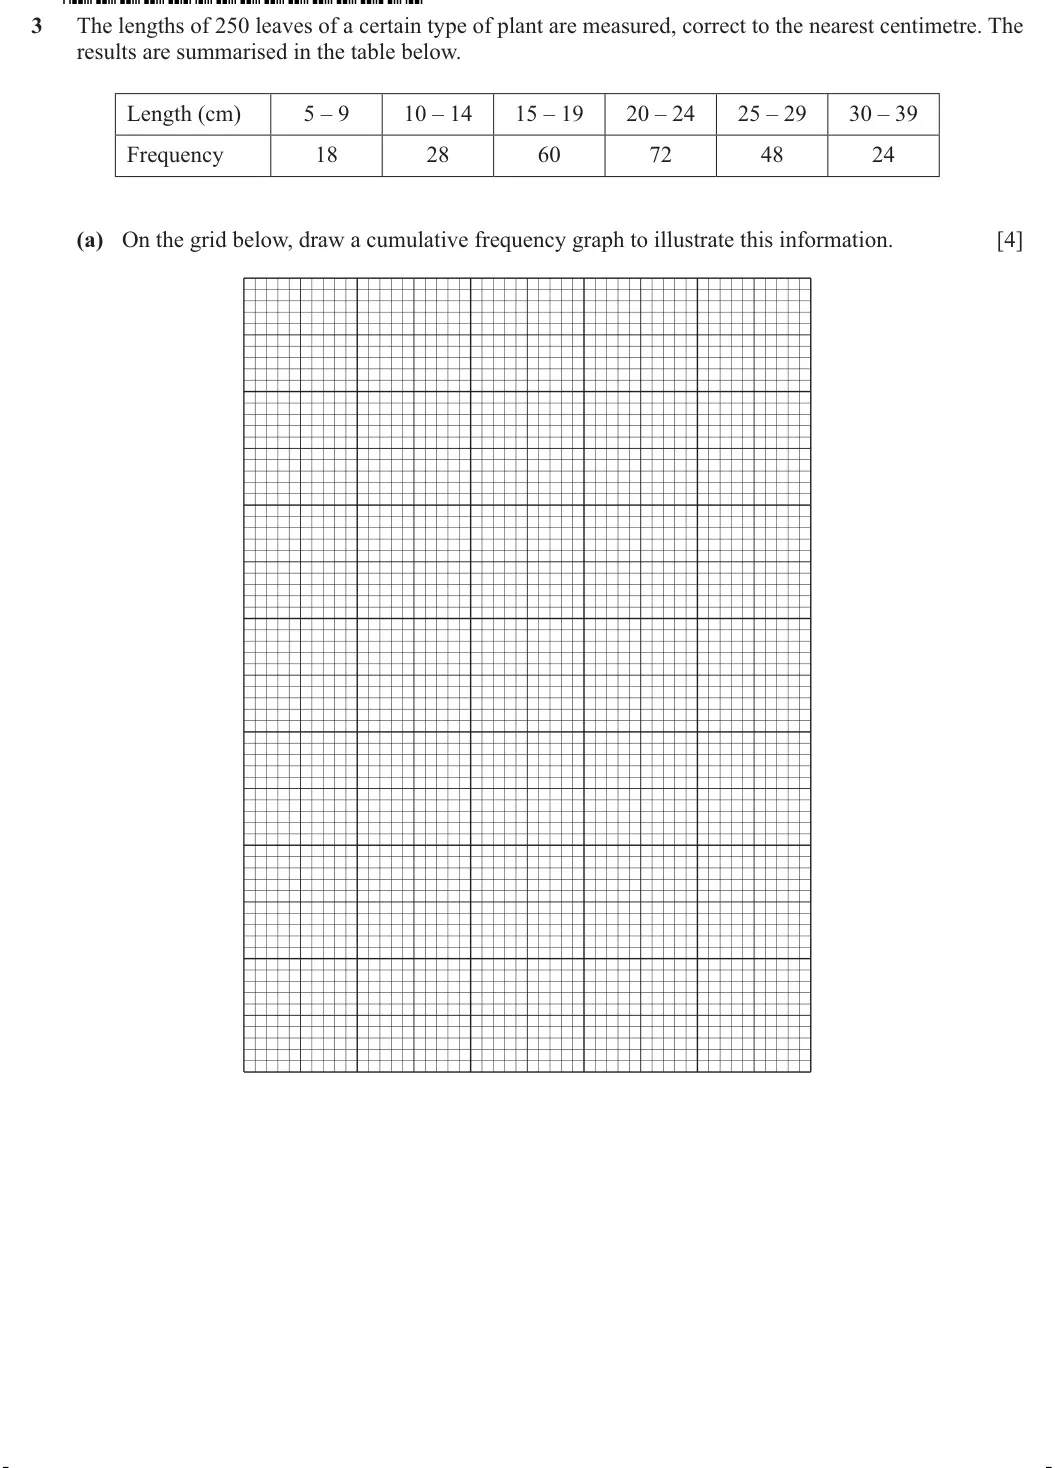 3 The lengths of 250 leaves of a certain type of plant are measured, correct to the nearest centimetre. The
results are summarised in the table below.
Length (cm) 5 – 9 10 – 14 15 – 19 20 – 24 25 – 29 30 – 39
Frequency 18 28 60 72 48 24
(a) On the grid below, draw a cumulative frequency graph to illustrate this information. [4]